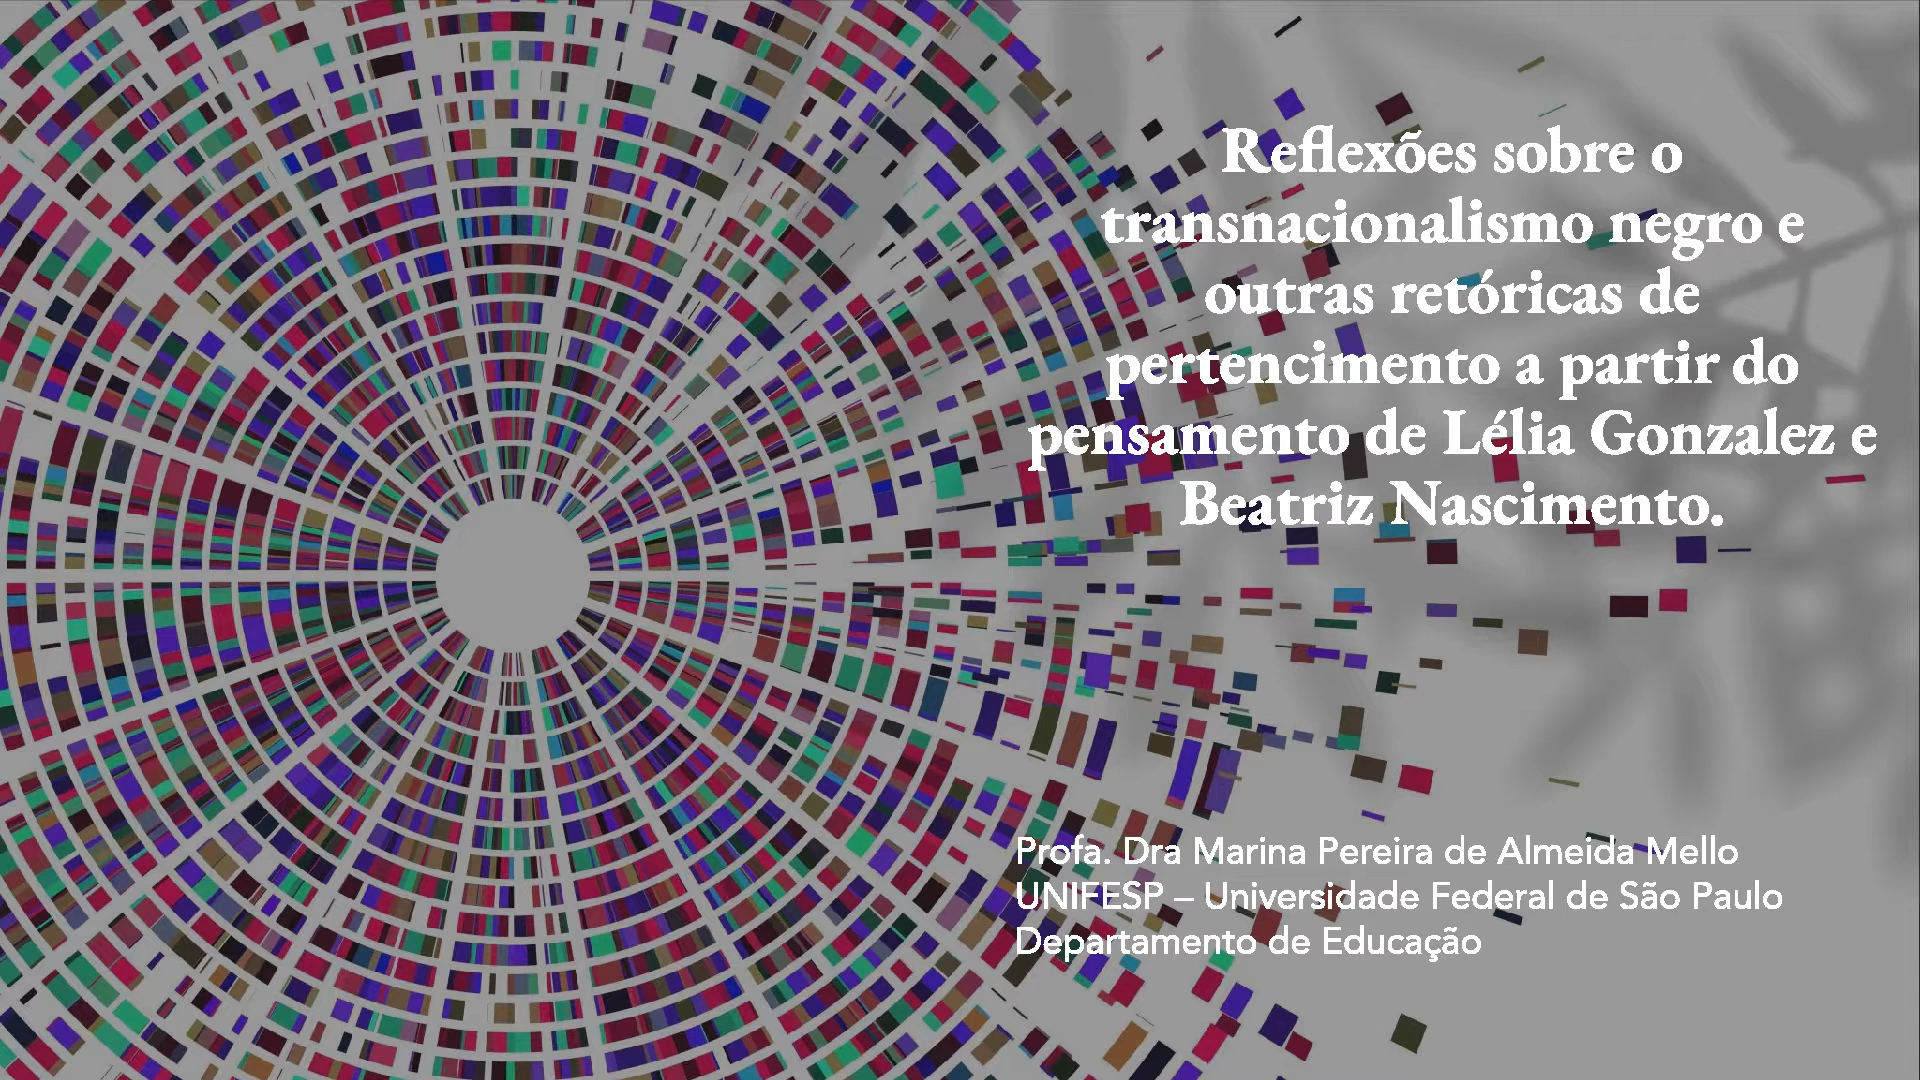 Reflexões sobre o
transnacionalismo negro e
outras retóricas de
pertencimento a partir do
pensamento de Lélia Gonzalez e
Beatriz Nascimento.
Profa. Dra Marina Pereira de Almeida Mello
UNIFESP – Universidade Federal de São Paulo
Departamento de Educação